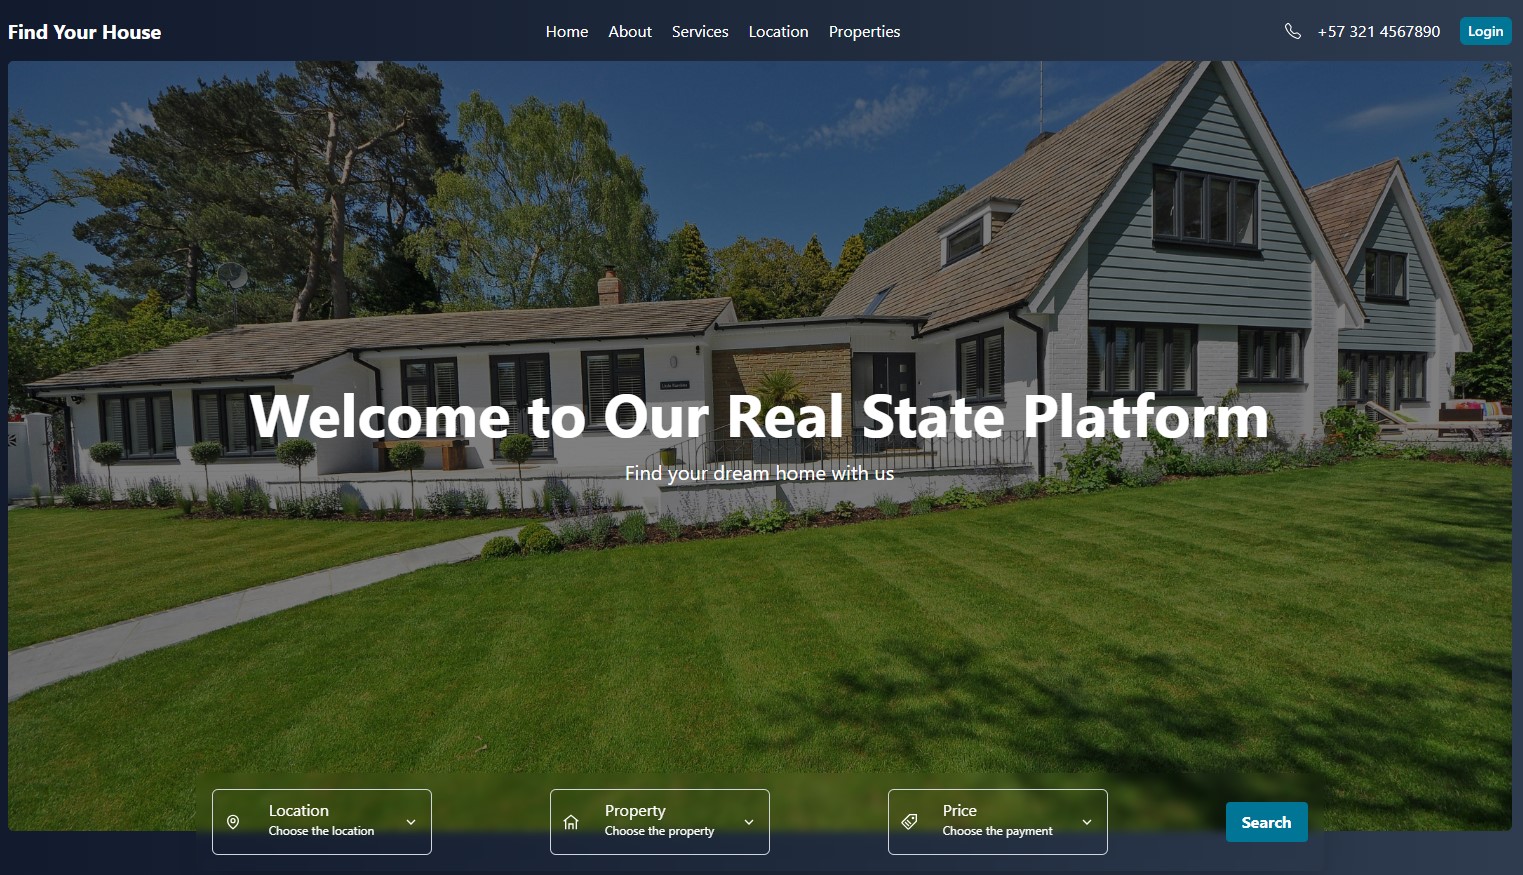 Find Your House
Home About Services Location Properties
+57 321 4567890
Login
Welcome to Our Real State Platform
Find your dream home with us
Location
Choose the location
Property
Choose the property
Price
Choose the payment
Search